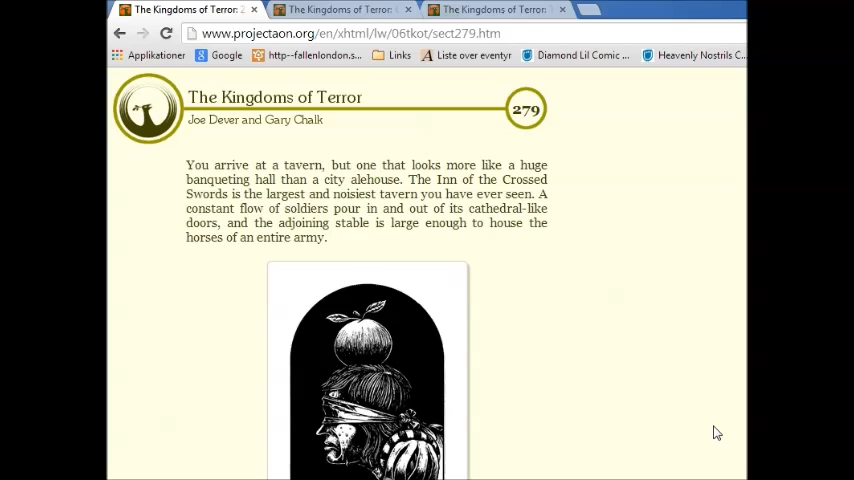 The Kingdoms of Terror: 2
The Kingdoms of Terror:
The Kingdoms of Terror:
www.projectaon.org/en/xhtml/lw/06tkot/sect279.htm
Applikationer Google http--fallenlondon.s... Links Liste over eventyr Diamond Lil Comic ... Heavenly Nostrils C...
The Kingdoms of Terror
279
Joe Dever and Gary Chalk
You arrive at a tavern, but one that looks more like a huge
banqueting hall than a city alehouse. The Inn of the Crossed
Swords is the largest and noisiest tavern you have ever seen. A
constant flow of soldiers pour in and out of its cathedral-like
doors, and the adjoining stable is large enough to house the
horses of an entire army.